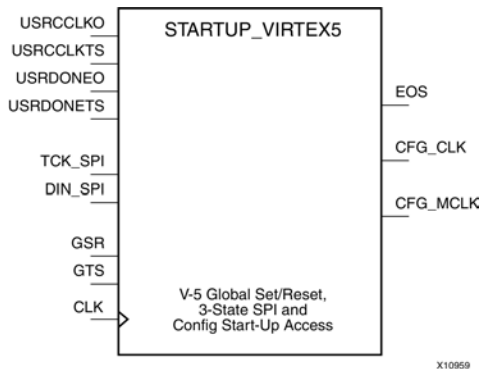 STARTUP_VIRTEX5
USRCCLKO
USRCCLKTS
USRDONEO
USRDONETS
TCK_SPI
DIN_SPI
GSR
GTS
CLK
EOS
CFG_CLK
CFG_MCLK
V-5 Global Set/Reset,
3-State SPI and
Config Start-Up Access
X10959